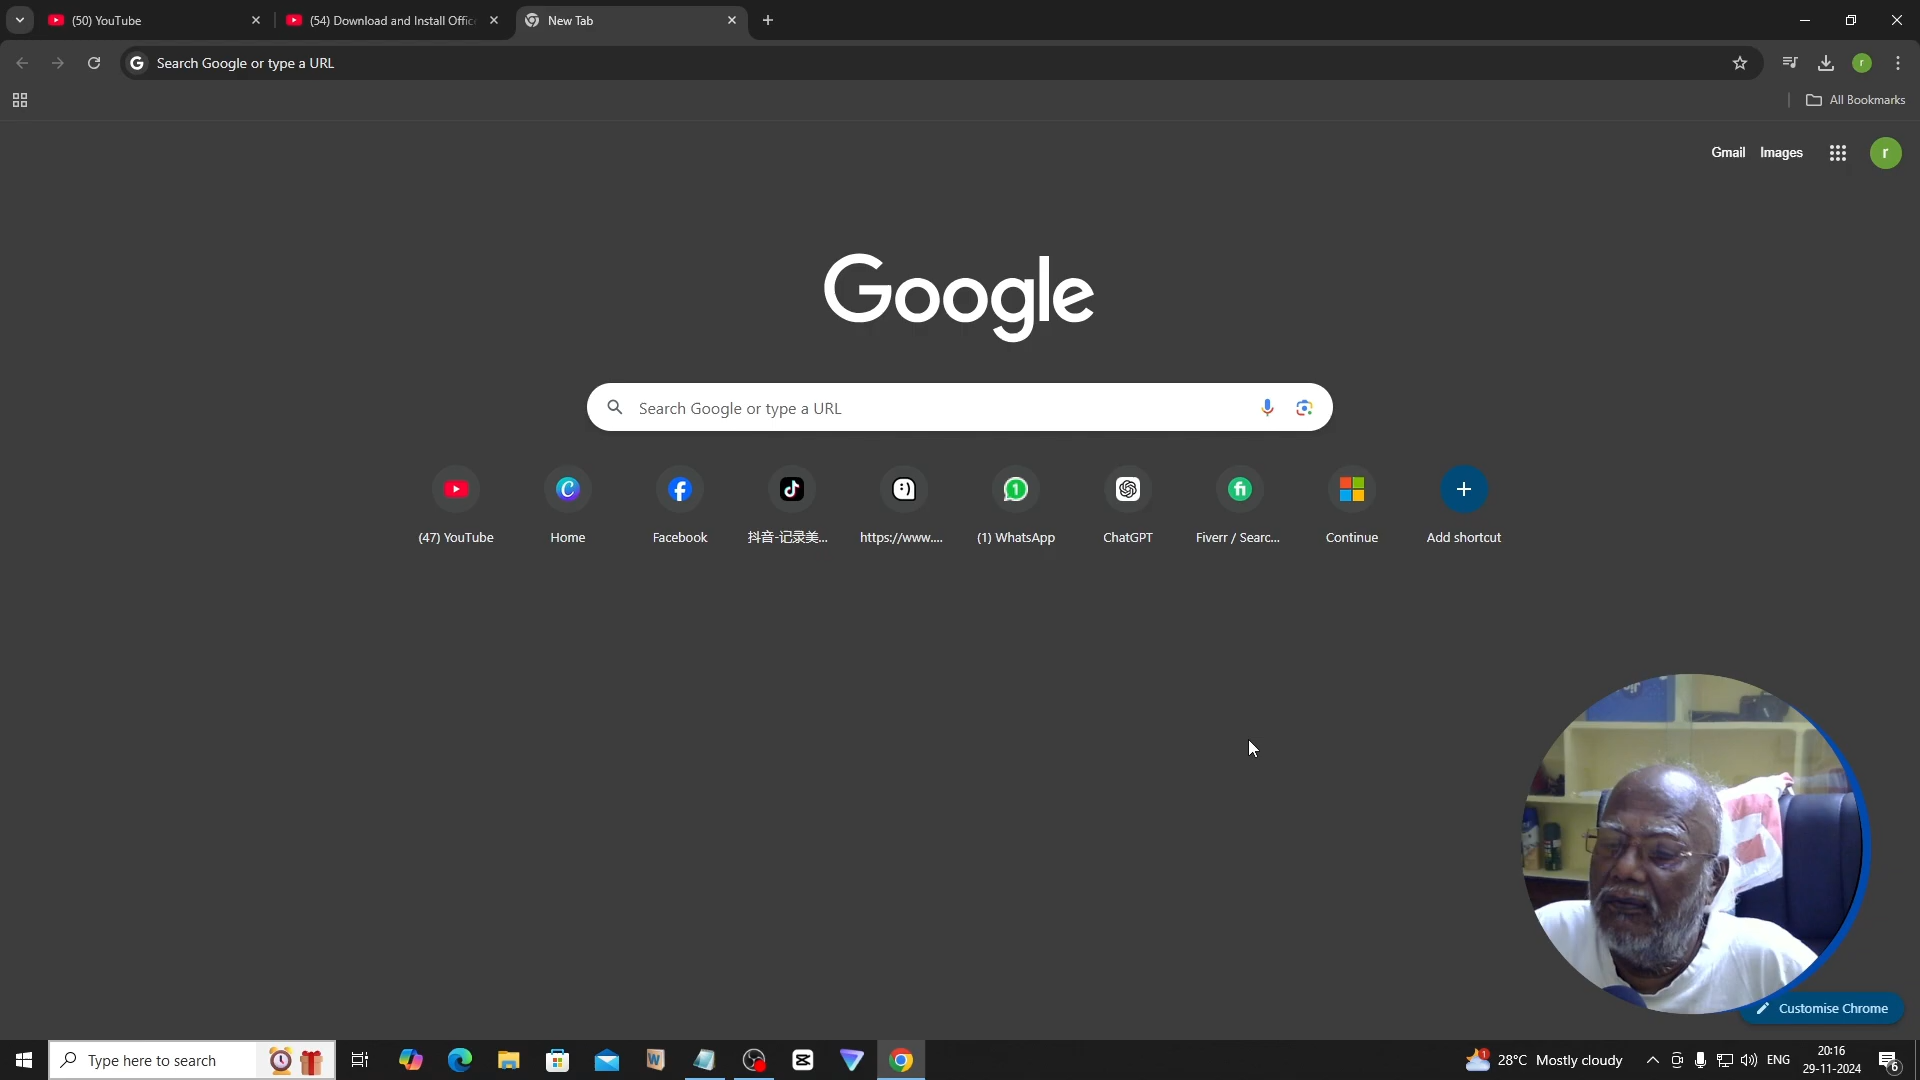 (50) YouTube
(54) Download and Install Offic
New Tab
Search Google or type a URL
All Bookmarks
Gmail Images r
Google
Search Google or type a URL
(47) YouTube
Home
Facebook
抖音-记录美...
https://www....
(1) WhatsApp
ChatGPT
Fiverr / Searc...
Continue
Add shortcut
Customise Chrome
Type here to search
28°C Mostly cloudy
ENG
20:16
29-11-2024
6